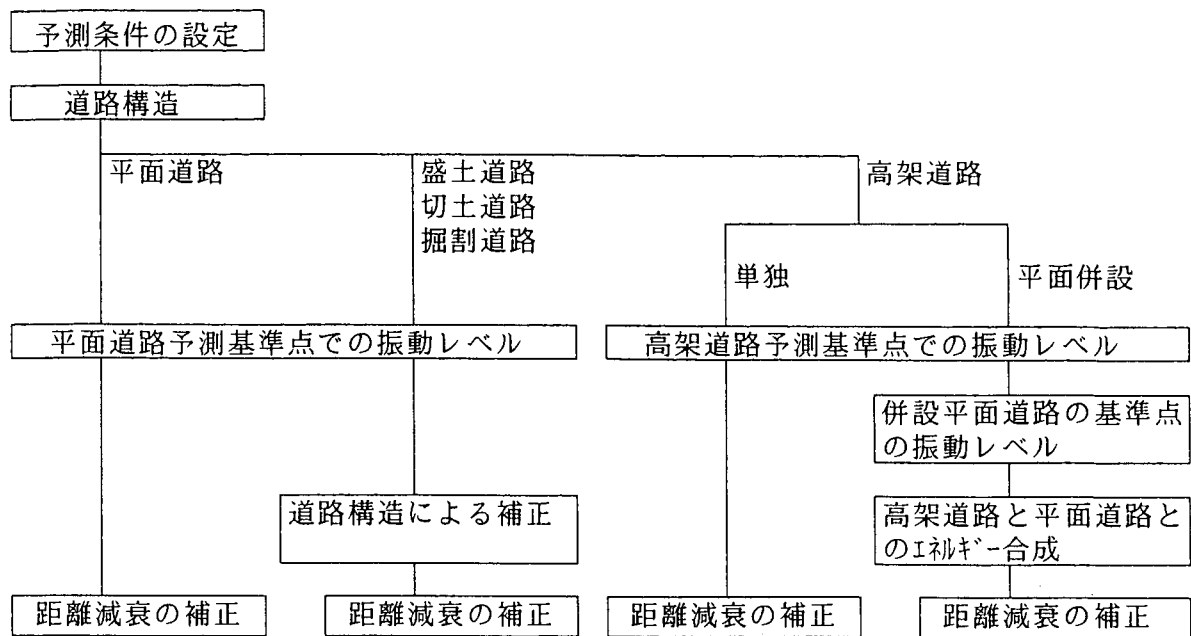 予測条件の設定
道路構造
平面道路
盛土道路
切土道路
掘割道路
高架道路
単独
平面併設
平面道路予測基準点での振動レベル
高架道路予測基準点での振動レベル
併設平面道路の基準点
の振動レベル
道路構造による補正
高架道路と平面道路と
のｴﾈﾙｷﾞｰ合成
距離減衰の補正
距離減衰の補正
距離減衰の補正
距離減衰の補正